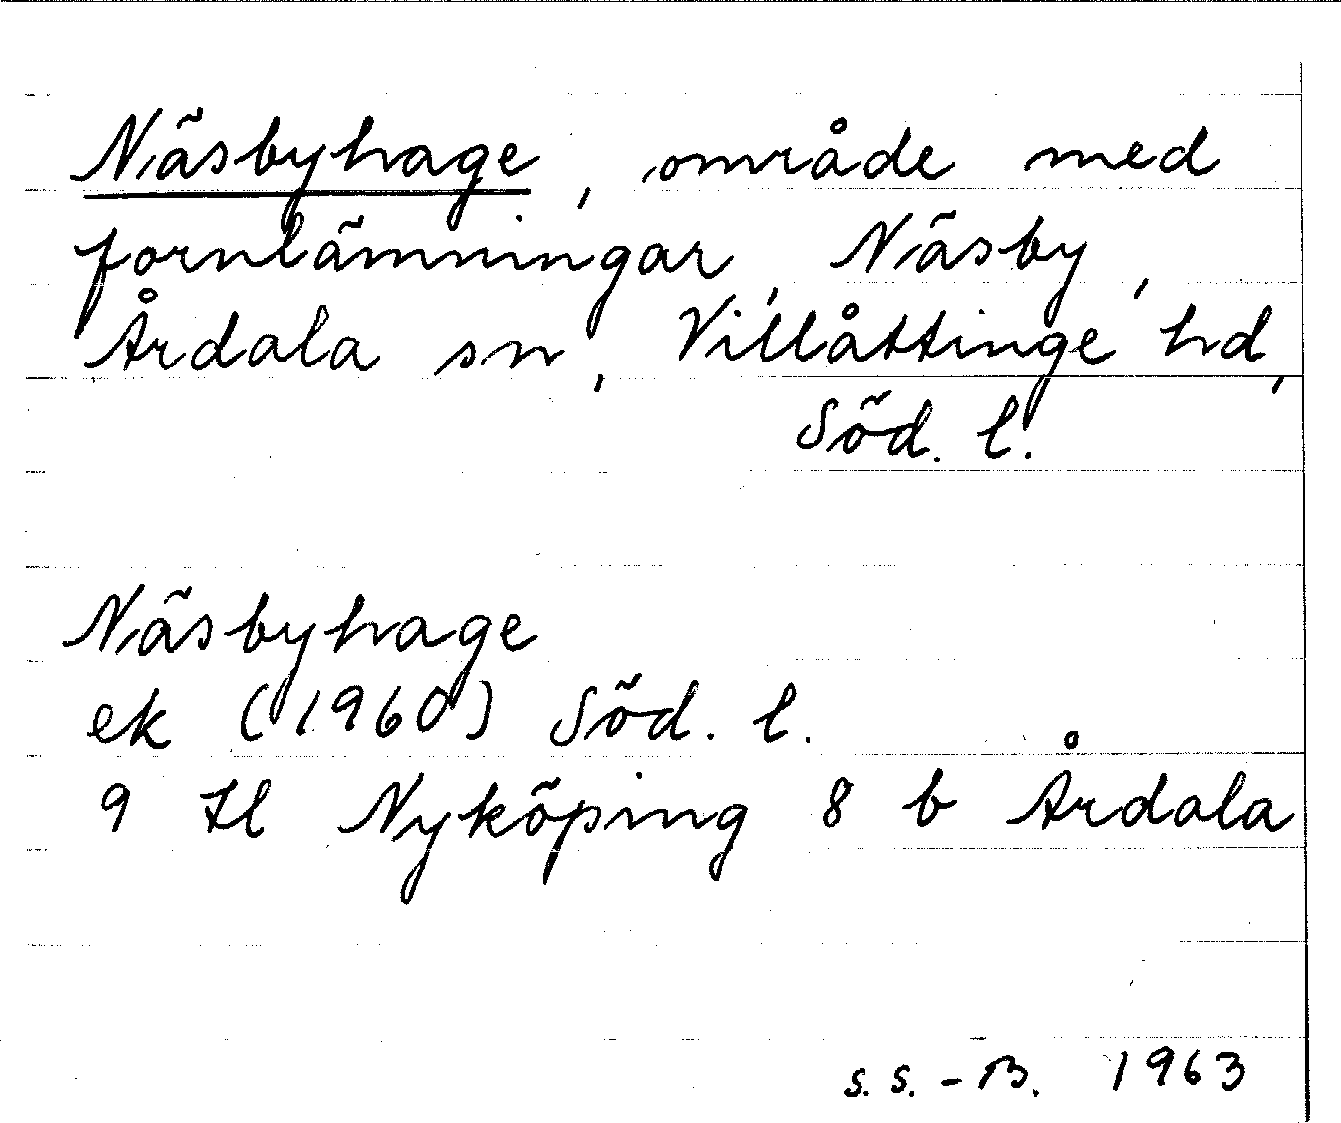 Näsbyhage, område med
fornlämningar, Näsby,
Årdala sn, Villåttinge hd,
Söd. l.
Näsbyhage
ek (1960) Söd. l.
9 H Nyköping 8 b Årdala
S. S.-B. 1963